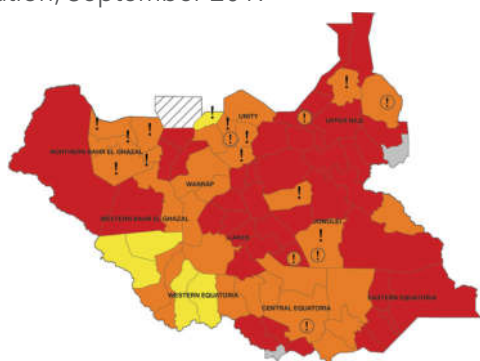 ation, September 201
!
!
UNITY
UPPER NILE
!
!
!
!
!
!
!
!
!
!
!
NORTHERN BAHR EL GHAZAL
WARRAP
!
JONGLEI
WESTERN BAHR EL GHAZAL
!
LAKES
!
!
WESTERN EQUATORIA
EASTERN EQUATORIA
CENTRAL EQUATORIA
!